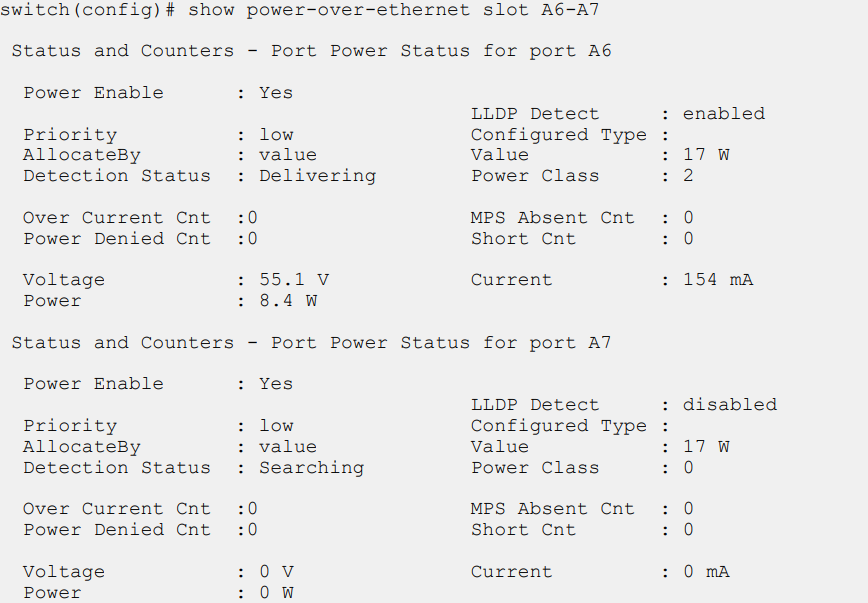 switch(config)# show power-over-ethernet slot A6-A7
Status and Counters - Port Power Status for port A6
Power Enable : Yes
LLDP Detect : enabled
Priority : low Configured Type :
AllocateBy : value Value : 17 W
Detection Status : Delivering Power Class : 2
Over Current Cnt :0 MPS Absent Cnt : 0
Power Denied Cnt :0 Short Cnt : 0
Voltage : 55.1 V Current : 154 mA
Power : 8.4 W
Status and Counters - Port Power Status for port A7
Power Enable : Yes
LLDP Detect : disabled
Priority : low Configured Type :
AllocateBy : value Value : 17 W
Detection Status : Searching Power Class : 0
Over Current Cnt :0 MPS Absent Cnt : 0
Power Denied Cnt :0 Short Cnt : 0
Voltage : 0 V Current : 0 mA
Power : 0 W